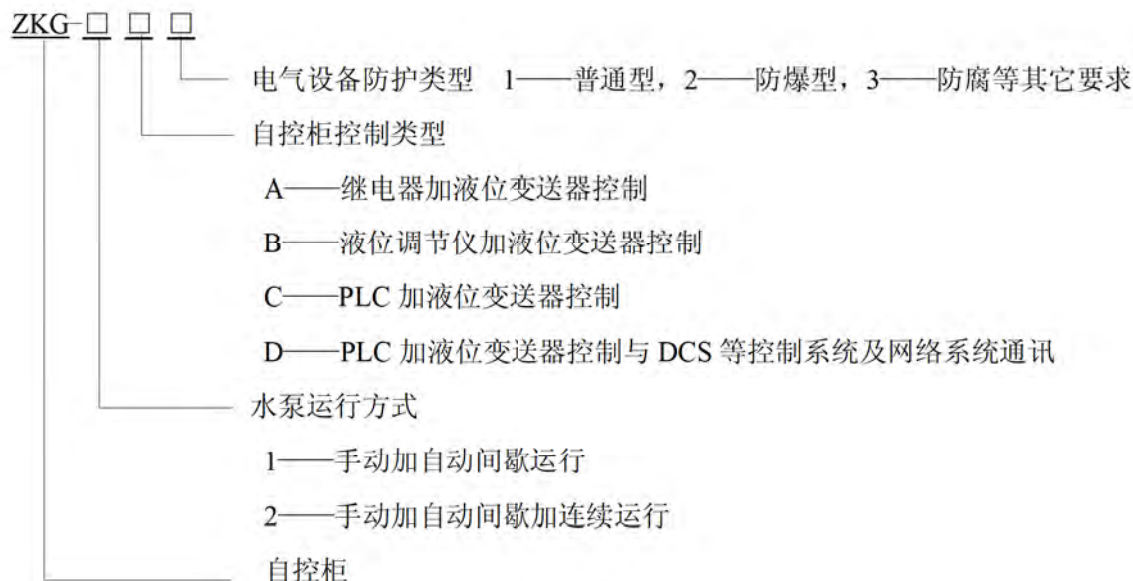 ZKG-□ □ □
电气设备防护类型 1——普通型，2——防爆型，3——防腐等其它要求
自控柜控制类型
A——继电器加液位变送器控制
B——液位调节仪加液位变送器控制
C——PLC 加液位变送器控制
D——PLC 加液位变送器控制与 DCS 等控制系统及网络系统通讯
水泵运行方式
1——手动加自动间歇运行
2——手动加自动间歇加连续运行
自控柜